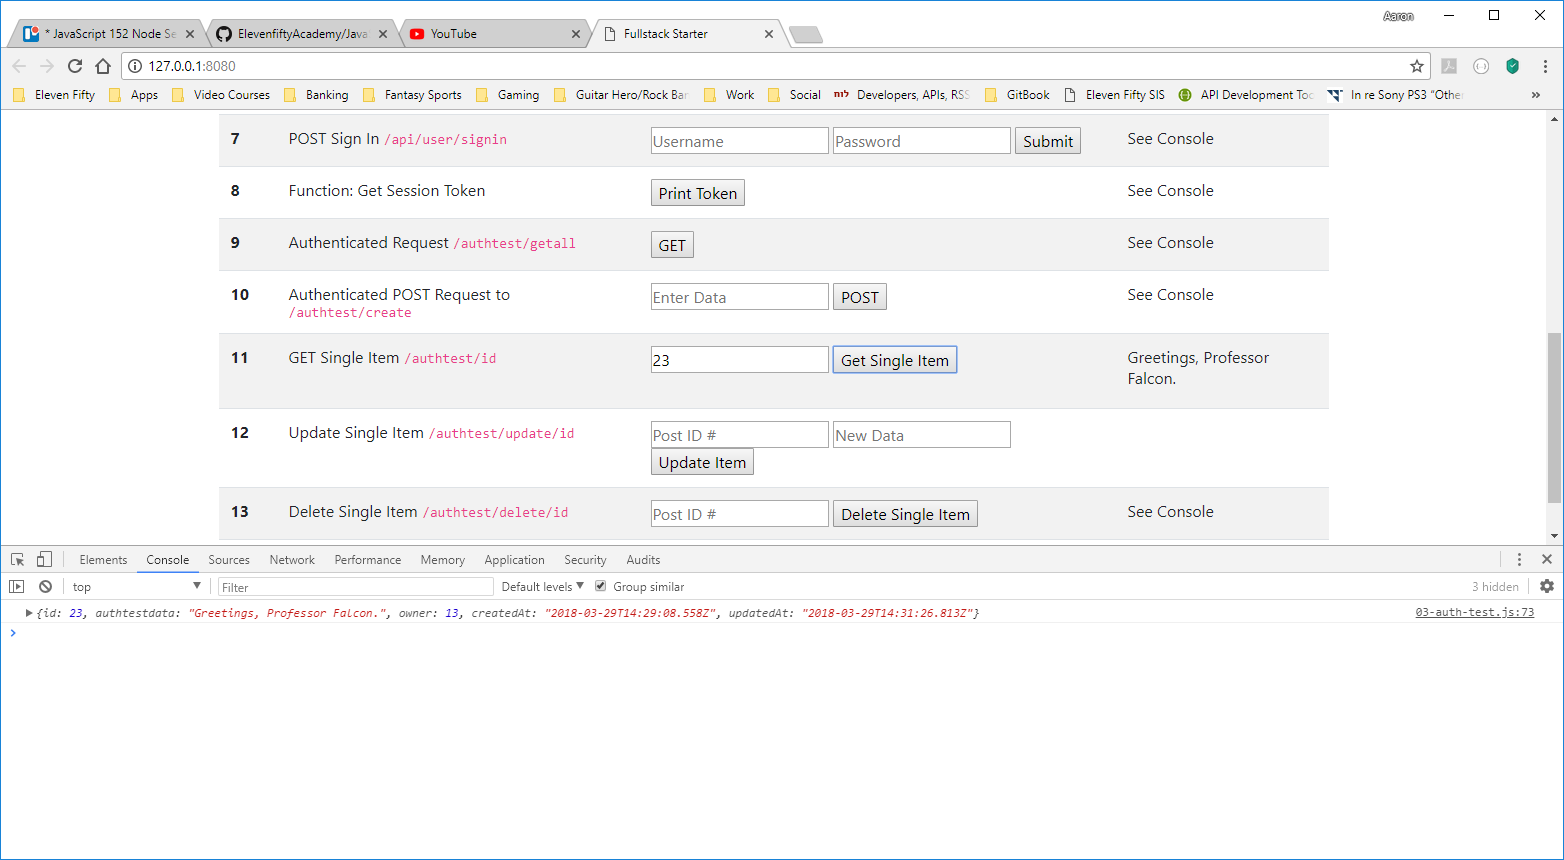 Aaron
* JavaScript 152 Node Se
ElevenfiftyAcademy/Java
YouTube
Fullstack Starter
127.0.0.1:8080
Eleven Fifty
Apps
Video Courses
Banking
Fantasy Sports
Gaming
Guitar Hero/Rock Ban
Work
Social
Developers, APIs, RSS
GitBook
Eleven Fifty SIS
API Development Too
In re Sony PS3 "Other
»
7 POST Sign In /api/user/signin Username Password Submit See Console
8 Function: Get Session Token Print Token See Console
9 Authenticated Request /authtest/getall GET See Console
10 Authenticated POST Request to Enter Data POST See Console
/authtest/create
11 GET Single Item /authtest/id 23 Get Single Item Greetings, Professor
Falcon.
12 Update Single Item /authtest/update/id Post ID # New Data
Update Item
13 Delete Single Item /authtest/delete/id Post ID # Delete Single Item See Console
Elements Console Sources Network Performance Memory Application Security Audits
top Filter Default levels Group similar 3 hidden
{id: 23, authtestdata: "Greetings, Professor Falcon.", owner: 13, createdAt: "2018-03-29T14:29:08.558Z", updatedAt: "2018-03-29T14:31:26.813Z"} 03-auth-test.js:73